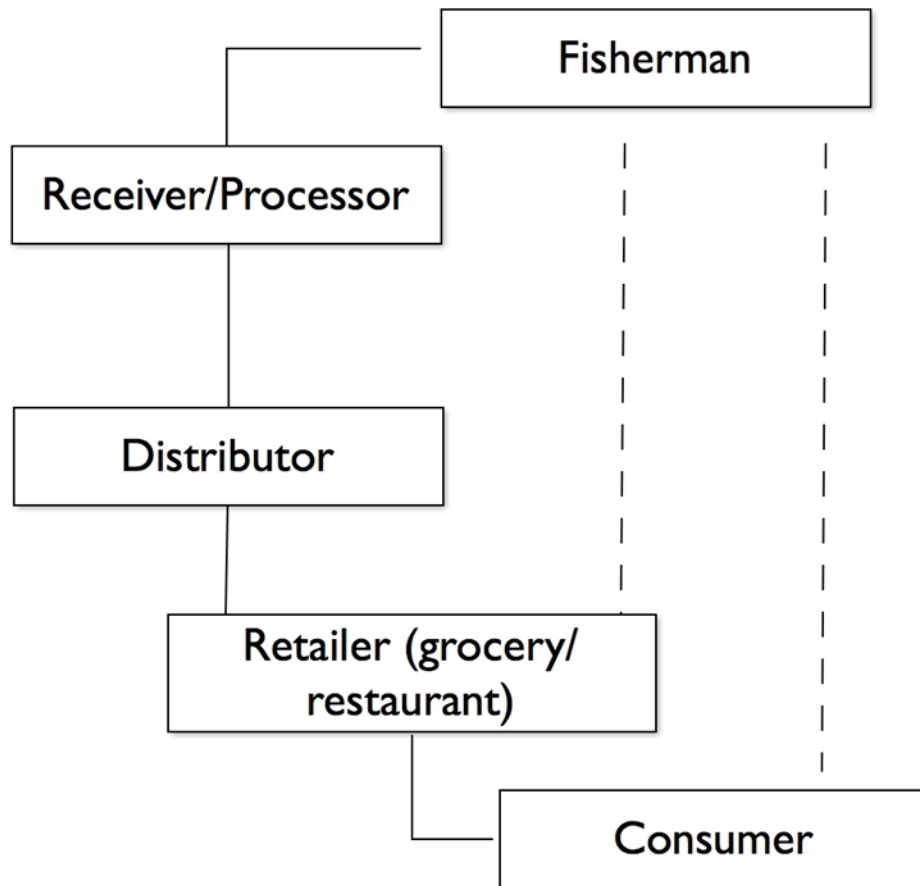 Fisherman
Receiver/Processor
Distributor
Retailer (grocery/
restaurant)
Consumer